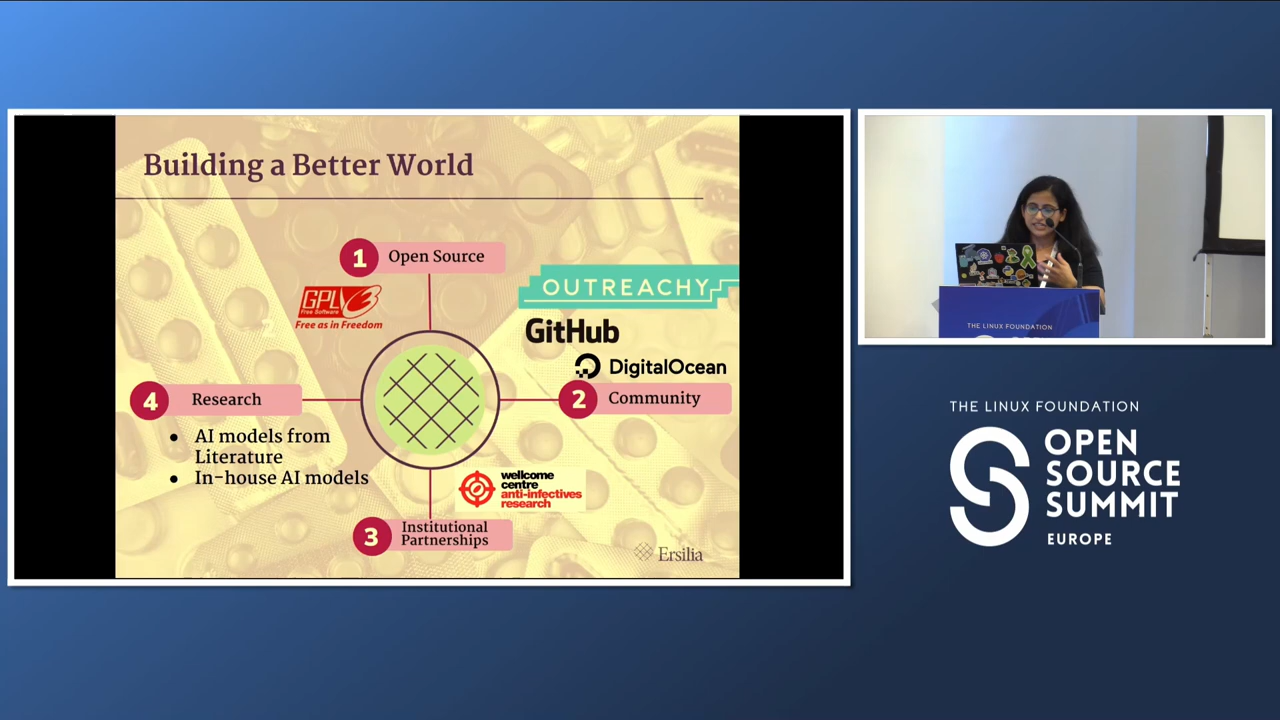 Building a Better World
1
Open Source
GPL v3
Free Software
Free as in Freedom
OUTREACHY
GitHub
DigitalOcean
4
Research
2
Community
● AI models from
Literature
● In-house AI models
wellcome
centre
anti-infectives
research
3
Institutional
Partnerships
Ersilia
THE LINUX FOUNDATION
THE LINUX FOUNDATION
OPEN
SOURCE
SUMMIT
EUROPE